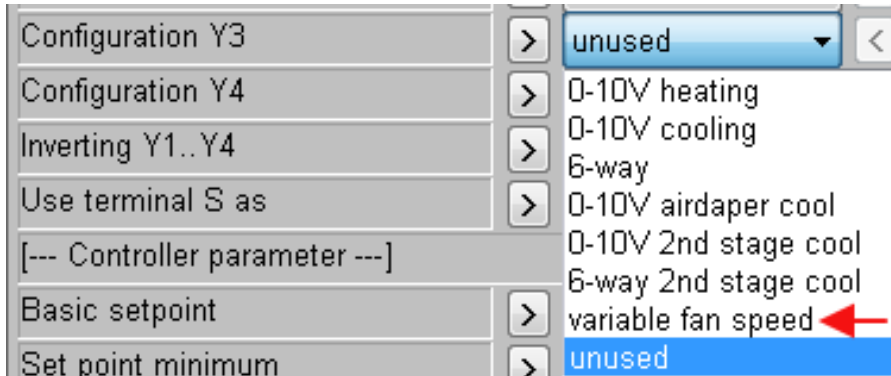 Configuration Y3
unused
Configuration Y4
0-10V heating
0-10V cooling
Inverting Y1..Y4
6-way
Use terminal S as
0-10V airdaper cool
[--- Controller parameter ---]
0-10V 2nd stage cool
6-way 2nd stage cool
Basic setpoint
variable fan speed
Set point minimum
unused